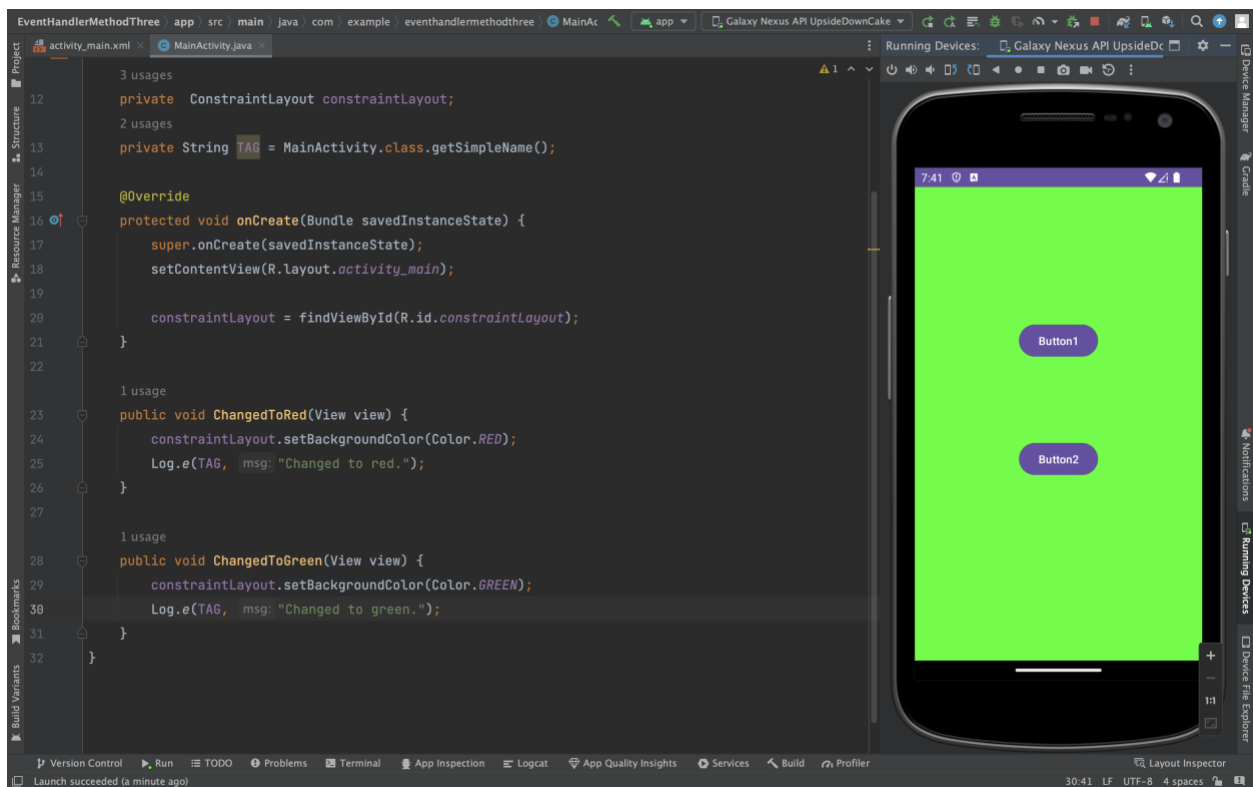 EventHandlerMethodThree app src main java com example eventhandlermethodthree MainAc app Galaxy Nexus API UpsideDownCake
activity_main.xml MainActivity.java
Running Devices: Galaxy Nexus API UpsideDc
3 usages
1
12 private ConstraintLayout constraintLayout;
2 usages
13 private String TAG = MainActivity.class.getSimpleName();
14
15 @Override
16 protected void onCreate(Bundle savedInstanceState) {
17 super.onCreate(savedInstanceState);
18 setContentView(R.layout.activity_main);
19
20 constraintLayout = findViewById(R.id.constraintLayout);
21 }
22
1 usage
23 public void ChangedToRed(View view) {
24 constraintLayout.setBackgroundColor(Color.RED);
25 Log.e(TAG, msg: "Changed to red.");
26 }
27
1 usage
28 public void ChangedToGreen(View view) {
29 constraintLayout.setBackgroundColor(Color.GREEN);
30 Log.e(TAG, msg: "Changed to green.");
31 }
32 }
Project
Structure
Resource Manager
Bookmarks
Build Variants
7:41
Button1
Button2
1:1
Device Manager
Gradle
Notifications
Running Devices
Device File Explorer
Version Control Run TODO Problems Terminal App Inspection Logcat App Quality Insights Services Build Profiler Layout Inspector
Launch succeeded (a minute ago) 30:41 LF UTF-8 4 spaces